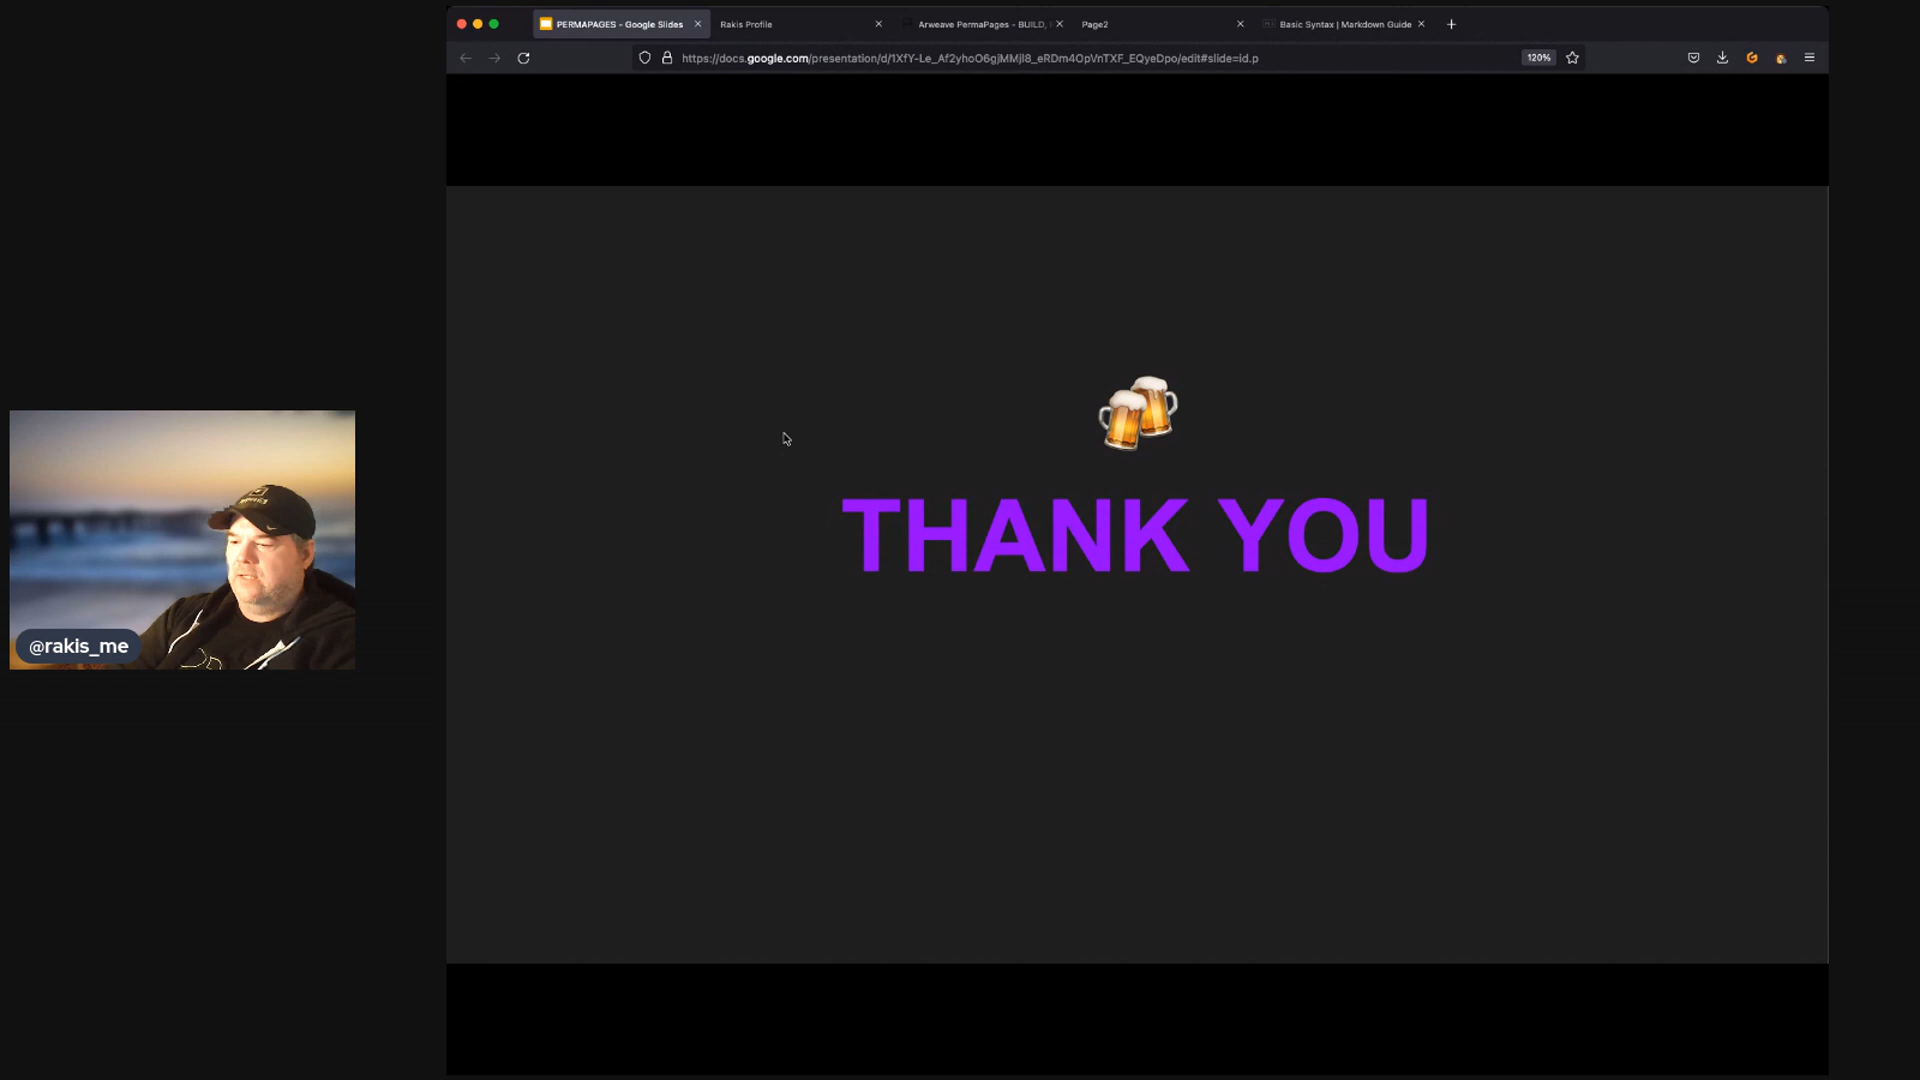 PERMAPAGES - Google Slides
Rakis Profile
Arweave PermaPages - BUILD,
Page2
Basic Syntax | Markdown Guide
https://docs.google.com/presentation/d/1XfY-Le_Af2yhoO6gjMMjl8_eRDm4OpVnTXF_EQyeDpo/edit#slide=id.p
120%
THANK YOU
@rakis_me